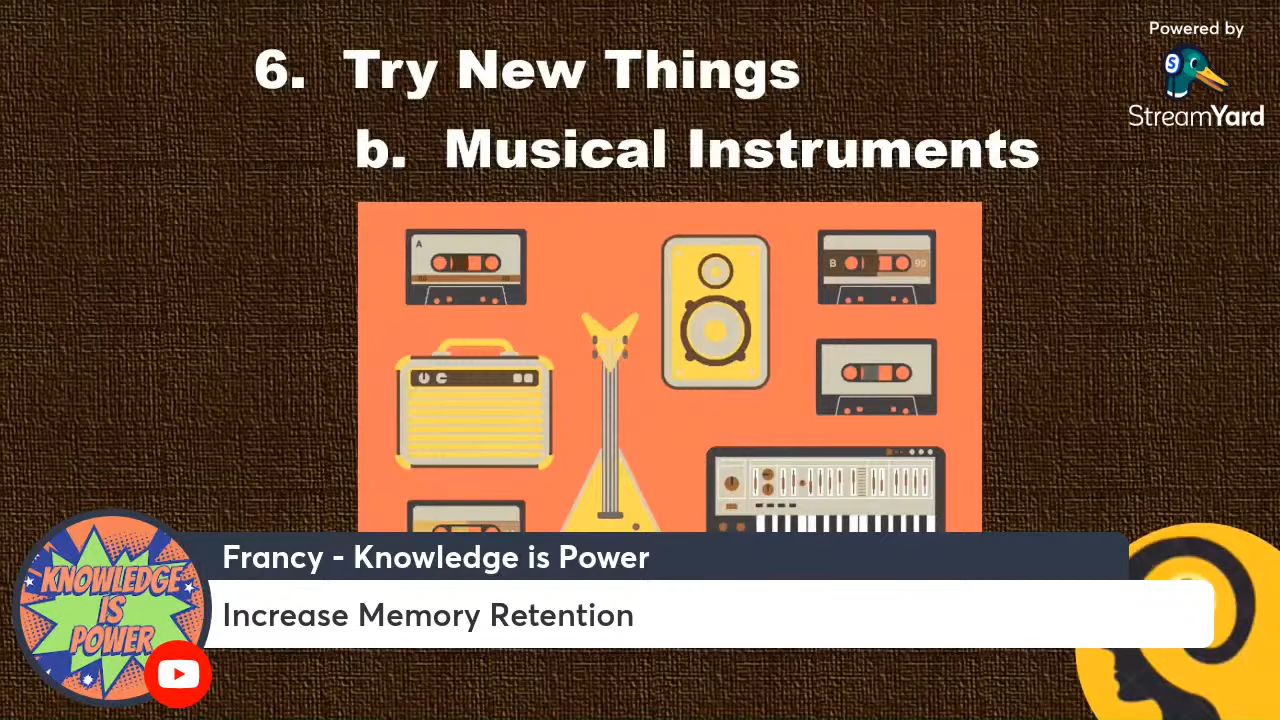 Powered by
StreamYard
6. Try New Things
b. Musical Instruments
A
B 90
Francy - Knowledge is Power
Increase Memory Retention
KNOWLEDGE
IS
POWER